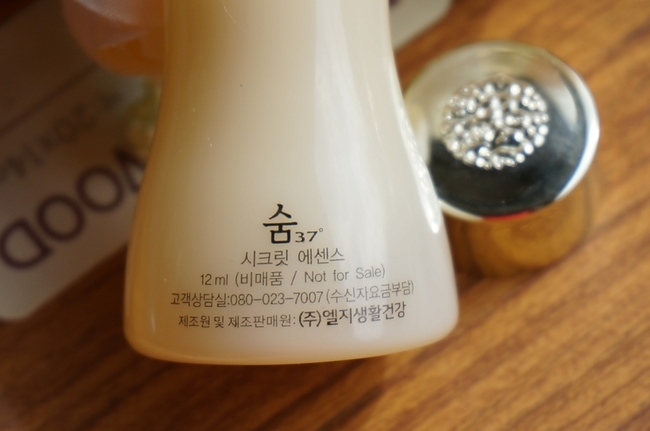 숨37°
시크릿 에센스
12 ml (비매품 / Not for Sale)
고객상담실:080-023-7007 (수신자요금부담)
제조원 및 제조판매원: (주)엘지생활건강
WOOD
20x14c